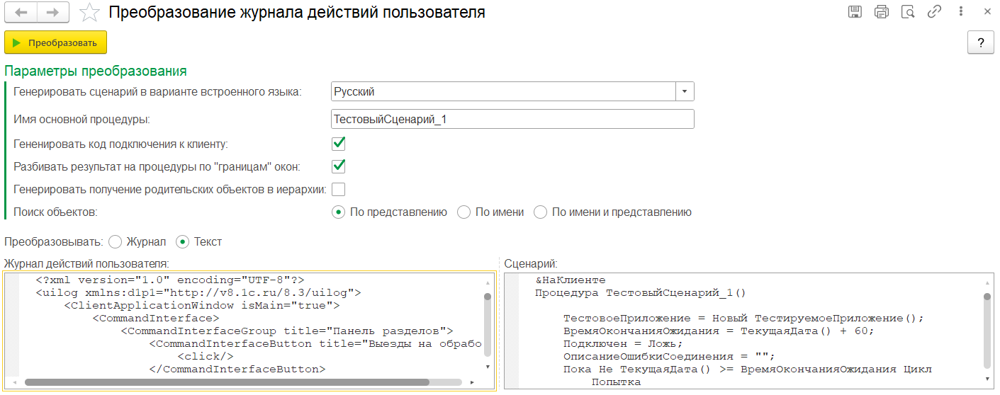 Преобразование журнала действий пользователя
Преобразовать
?
Параметры преобразования
Генерировать сценарий в варианте встроенного языка: Русский
Имя основной процедуры: ТестовыйСценарий_1
Гененировать код подключения к клиенту:
Разбивать результат на процедуры по "границам" окон:
Генерировать получение родительских объектов в иерархии:
Поиск объектов: По представлению По имени По имени и представлению
Преобразовывать: Журнал Текст
Журнал действий пользователя:
<?xml version="1.0" encoding="UTF-8"?>
<uilog xmlns:d1p1="http://v8.1c.ru/8.3/uilog">
<ClientApplicationWindow isMain="true">
<CommandInterface>
<CommandInterfaceGroup title="Панель разделов">
<CommandInterfaceButton title="Выезды на обрабо
<click/>
</CommandInterfaceButton>
Сценарий:
&НаКлиенте
Процедура ТестовыйСценарий_1()
ТестовоеПриложение = Новый ТестируемоеПриложение();
ВремяОкончанияОжидания = ТекущаяДата() + 60;
Подключен = Ложь;
ОписаниеОшибкиСоединения = "";
Пока Не ТекущаяДата() >= ВремяОкончанияОжидания Цикл
Попытка